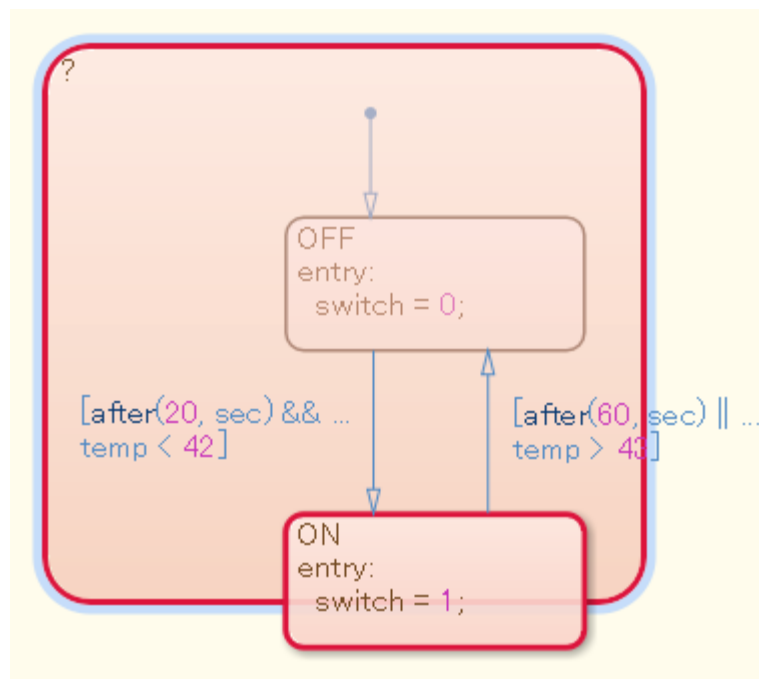 ?
OFF
entry:
switch = 0;
[after(20, sec) && ...
temp < 42]
[after(60, sec) || ...
temp > 43]
ON
entry:
switch = 1;